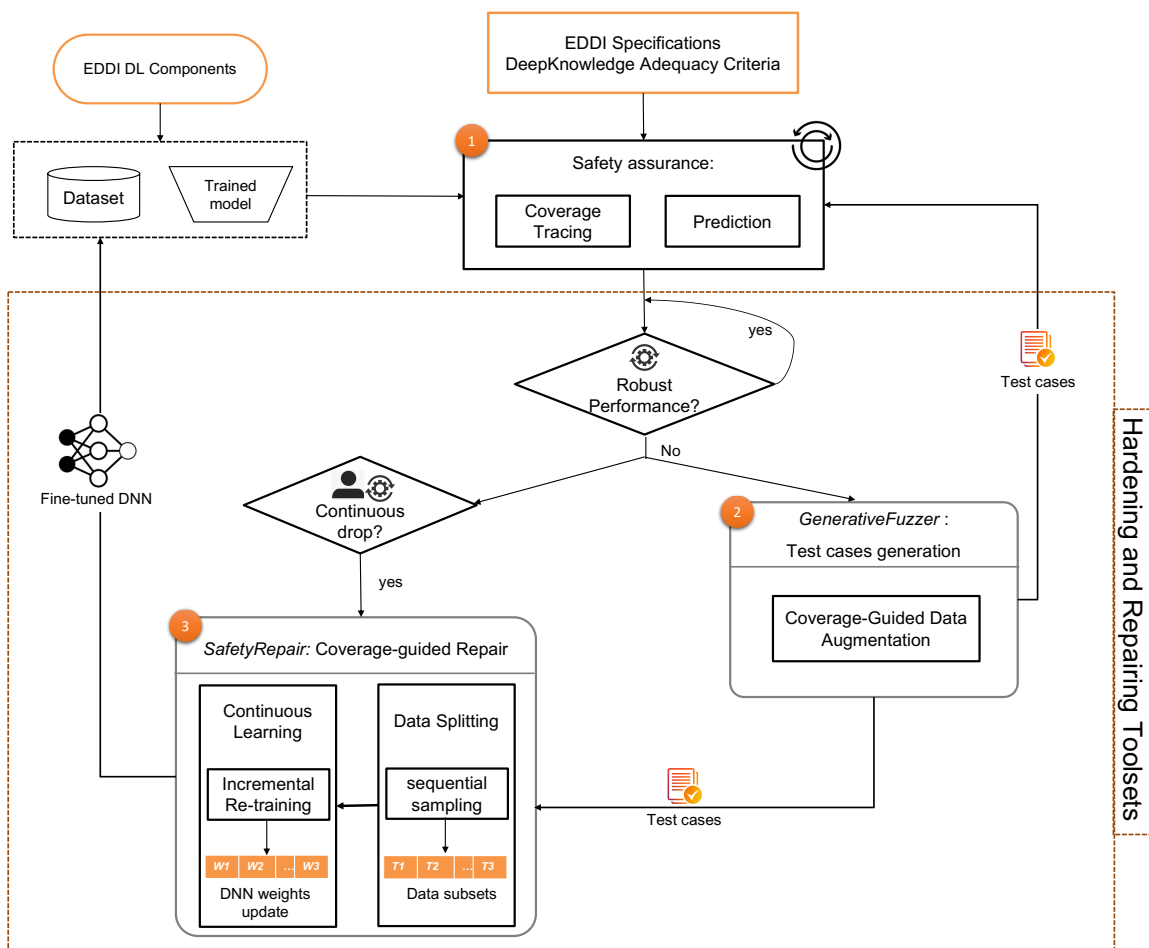 EDDI DL Components
EDDI Specifications
DeepKnowledge Adequacy Criteria
1
Safety assurance:
Dataset
Trained
model
Coverage
Tracing
Prediction
yes
Robust
Performance?
Test cases
No
Fine-tuned DNN
Continuous
drop?
yes
2
GenerativeFuzzer :
Test cases generation
Coverage-Guided Data
Augmentation
Hardening and Repairing Toolsets
3
SafetyRepair: Coverage-guided Repair
Continuous
Learning
Data Splitting
Incremental
Re-training
sequential
sampling
Test cases
W1 W2 ... W3
T1 T2 ... T3
DNN weights
update
Data subsets